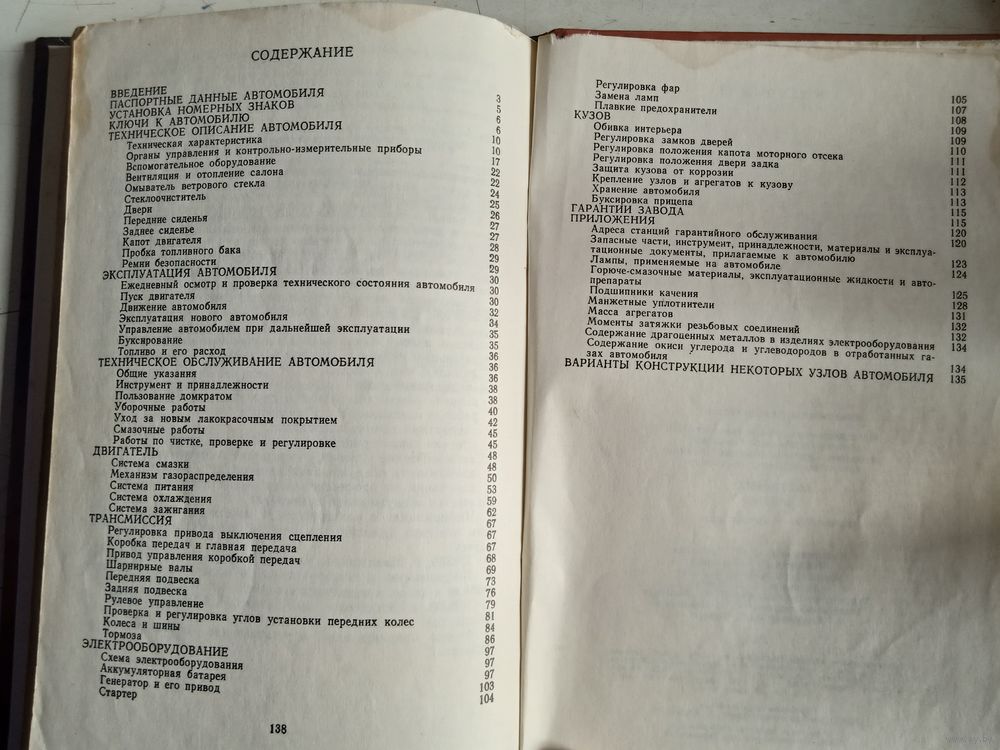 СОДЕРЖАНИЕ
ВВЕДЕНИЕ 3
ПАСПОРТНЫЕ ДАННЫЕ АВТОМОБИЛЯ 5
УСТАНОВКА НОМЕРНЫХ ЗНАКОВ 6
КЛЮЧИ К АВТОМОБИЛЮ 6
ТЕХНИЧЕСКОЕ ОПИСАНИЕ АВТОМОБИЛЯ 10
Техническая характеристика 10
Органы управления и контрольно-измерительные приборы 17
Вспомогательное оборудование 22
Вентиляция и отопление салона 22
Омыватель ветрового стекла 24
Стеклоочиститель 25
Двери 26
Передние сиденья 27
Заднее сиденье 27
Капот двигателя 28
Пробка топливного бака 29
Ремни безопасности 29
ЭКСПЛУАТАЦИЯ АВТОМОБИЛЯ 30
Ежедневный осмотр и проверка технического состояния автомобиля 30
Пуск двигателя 30
Движение автомобиля 32
Эксплуатация нового автомобиля 34
Управление автомобилем при дальнейшей эксплуатации 35
Буксирование 35
Топливо и его расход 36
ТЕХНИЧЕСКОЕ ОБСЛУЖИВАНИЕ АВТОМОБИЛЯ 36
Общие указания 36
Инструмент и принадлежности 38
Пользование домкратом 38
Уборочные работы 40
Уход за новым лакокрасочным покрытием 42
Смазочные работы 45
Работы по чистке, проверке и регулировке 45
ДВИГАТЕЛЬ 48
Система смазки 48
Механизм газораспределения 50
Система питания 53
Система охлаждения 59
Система зажигания 62
ТРАНСМИССИЯ 67
Регулировка привода выключения сцепления 67
Коробка передач и главная передача 67
Привод управления коробкой передач 68
Шарнирные валы 69
Передняя подвеска 73
Задняя подвеска 76
Рулевое управление 79
Проверка и регулировка углов установки передних колес 81
Колеса и шины 84
Тормоза 86
ЭЛЕКТРООБОРУДОВАНИЕ 97
Схема электрооборудования 97
Аккумуляторная батарея 97
Генератор и его привод 103
Стартер 104
138
Регулировка фар 105
Замена ламп 107
Плавкие предохранители 108
КУЗОВ 109
Обивка интерьера 109
Регулировка замков дверей 110
Регулировка положения капота моторного отсека 111
Регулировка положения двери задка 111
Защита кузова от коррозии 112
Крепление узлов и агрегатов к кузову 113
Хранение автомобиля 113
Буксировка прицепа 115
ГАРАНТИИ ЗАВОДА 115
ПРИЛОЖЕНИЯ 120
Адреса станций гарантийного обслуживания 120
Запасные части, инструмент, принадлежности, материалы и эксплуа-
тационные документы, прилагаемые к автомобилю 123
Лампы, применяемые на автомобиле 124
Горюче-смазочные материалы, эксплуатационные жидкости и авто-
препараты 125
Подшипники качения 128
Манжетные уплотнители 131
Масса агрегатов 132
Моменты затяжки резьбовых соединений 132
Содержание драгоценных металлов в изделиях электрооборудования 134
Содержание окиси углерода и углеводородов в отработанных га-
зах автомобиля 134
ВАРИАНТЫ КОНСТРУКЦИИ НЕКОТОРЫХ УЗЛОВ АВТОМОБИЛЯ 135